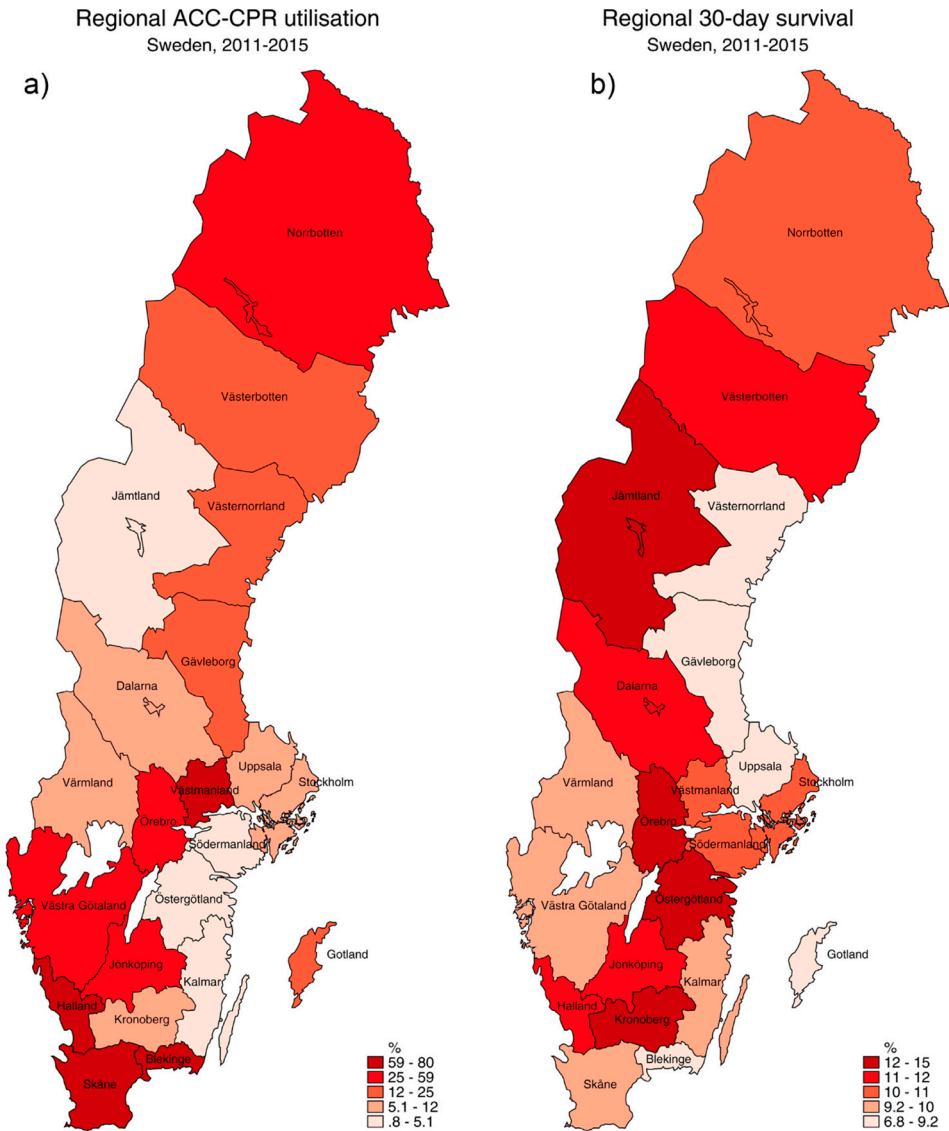 Regional ACC-CPR utilisation
Sweden, 2011-2015
a)
Norrbotten
Västerbotten
Jämtland
Västernorrland
Gävleborg
Dalarna
Uppsala
Stockholm
Värmland
Västmanland
Örebro
Södermanland
Östergötland
Västra Götaland
Jönköping
Gotland
Kalmar
Halland
Kronoberg
Blekinge
Skåne
%
59 - 80
25 - 59
12 - 25
5.1 - 12
.8 - 5.1
Regional 30-day survival
Sweden, 2011-2015
b)
Norrbotten
Västerbotten
Jämtland
Västernorrland
Gävleborg
Dalarna
Uppsala
Stockholm
Värmland
Västmanland
Örebro
Södermanland
Östergötland
Västra Götaland
Jönköping
Gotland
Kalmar
Halland
Kronoberg
Blekinge
Skåne
%
12 - 15
11 - 12
10 - 11
9.2 - 10
6.8 - 9.2